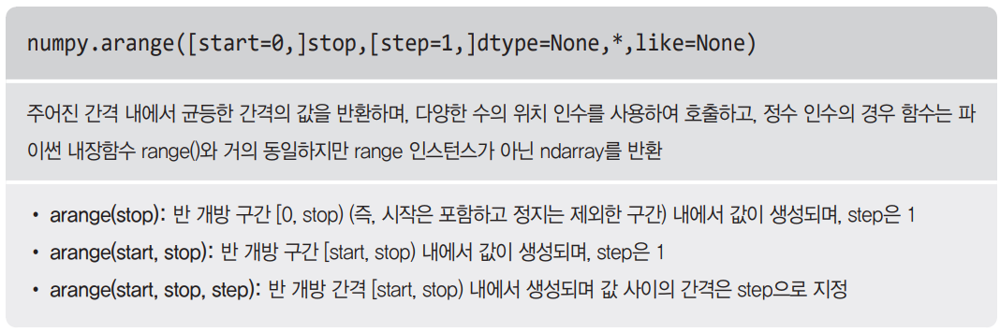 numpy.arange([start=0,]stop,[step=1,]dtype=None,*,like=None)
주어진 간격 내에서 균등한 간격의 값을 반환하며, 다양한 수의 위치 인수를 사용하여 호출하고, 정수 인수의 경우 함수는 파
이썬 내장함수 range()와 거의 동일하지만 range 인스턴스가 아닌 ndarray를 반환
• arange(stop): 반 개방 구간 [0, stop) (즉, 시작은 포함하고 정지는 제외한 구간) 내에서 값이 생성되며, step은 1
• arange(start, stop): 반 개방 구간 [start, stop) 내에서 값이 생성되며, step은 1
• arange(start, stop, step): 반 개방 간격 [start, stop) 내에서 생성되며 값 사이의 간격은 step으로 지정